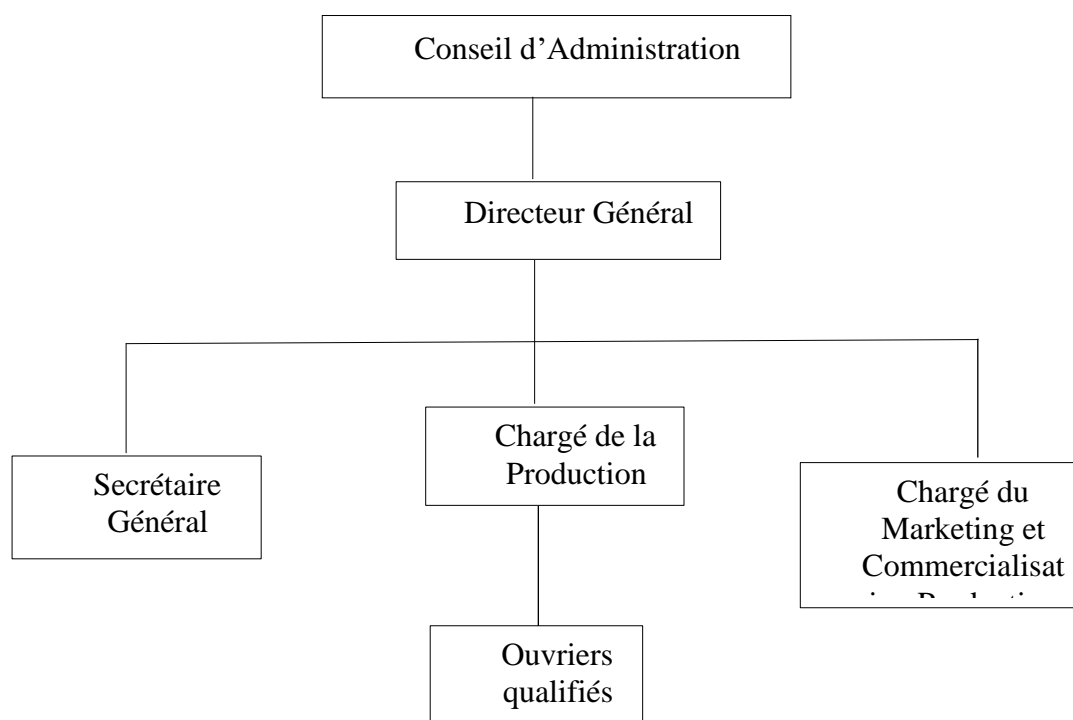 Conseil d’Administration
Directeur Général
Secrétaire
Général
Chargé de la
Production
Chargé du
Marketing et
Commercialisat
Ouvriers
qualifiés